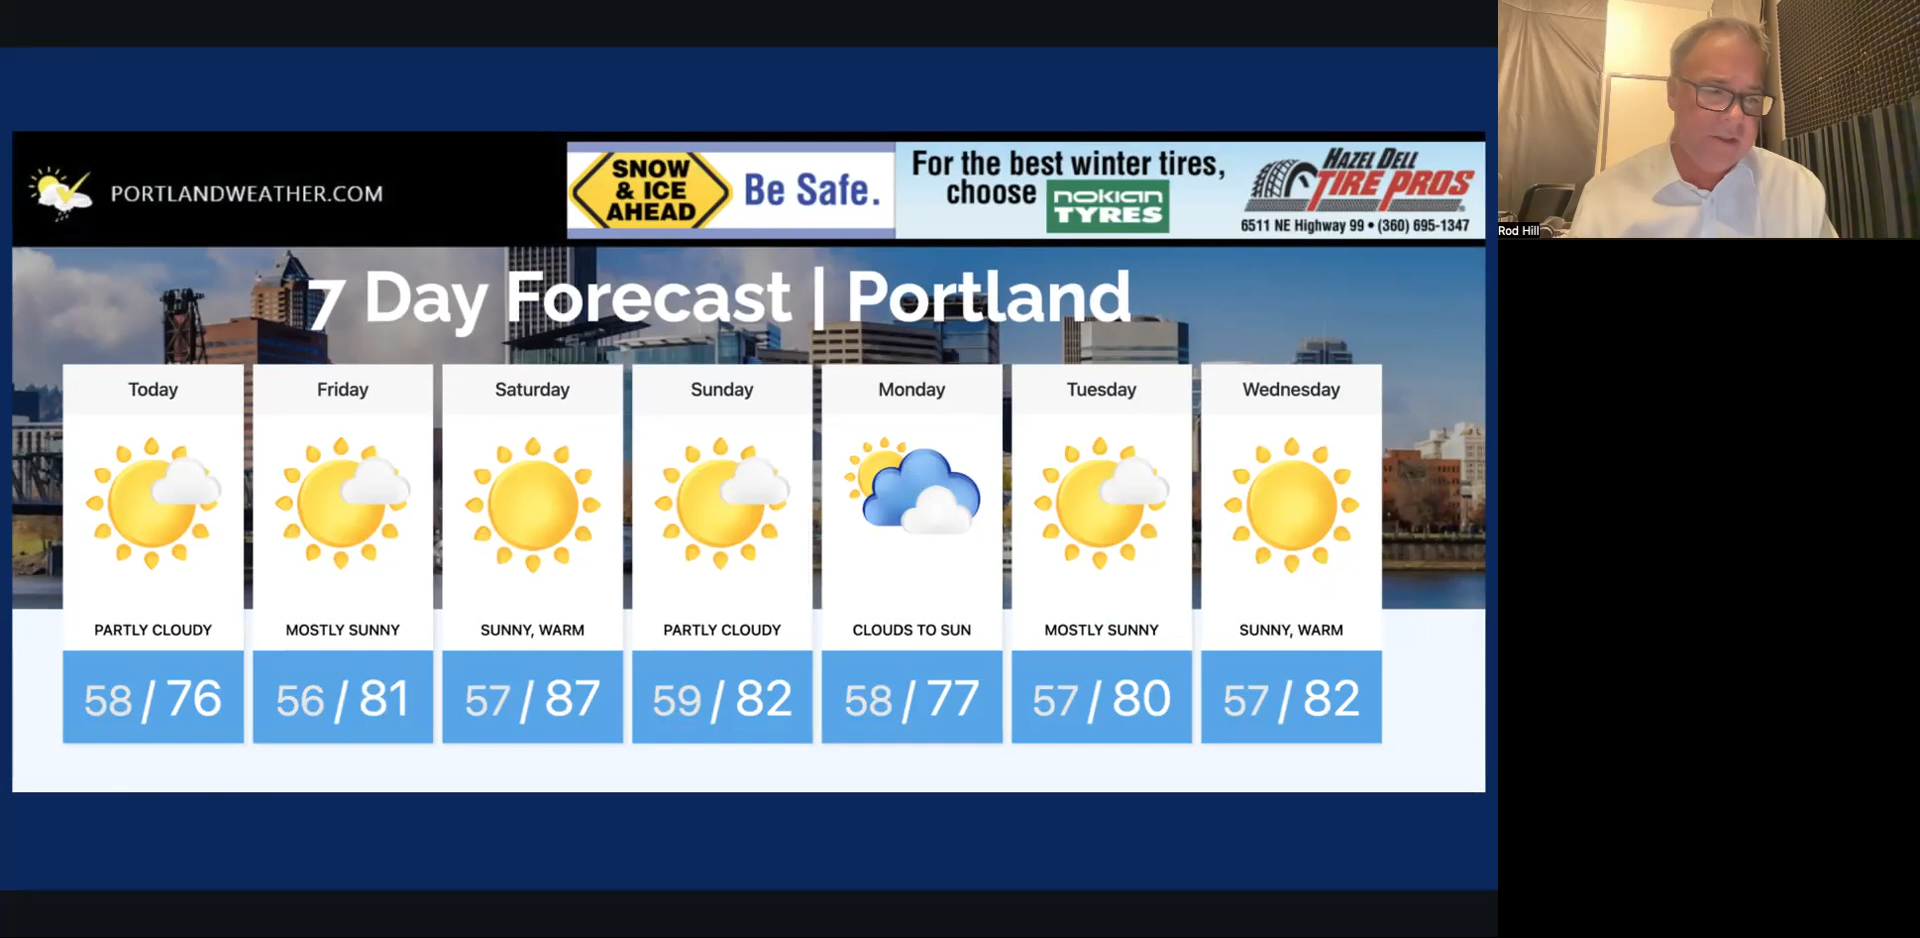 PORTLANDWEATHER.COM
SNOW
& ICE
AHEAD
Be Safe.
For the best winter tires,
choose nokian
TYRES
HAZEL DELL
TIRE PROS
6511 NE Highway 99 • (360) 695-1347
Rod Hill
7 Day Forecast | Portland
Today
PARTLY CLOUDY
58 / 76
Friday
MOSTLY SUNNY
56 / 81
Saturday
SUNNY, WARM
57 / 87
Sunday
PARTLY CLOUDY
59 / 82
Monday
CLOUDS TO SUN
58 / 77
Tuesday
MOSTLY SUNNY
57 / 80
Wednesday
SUNNY, WARM
57 / 82